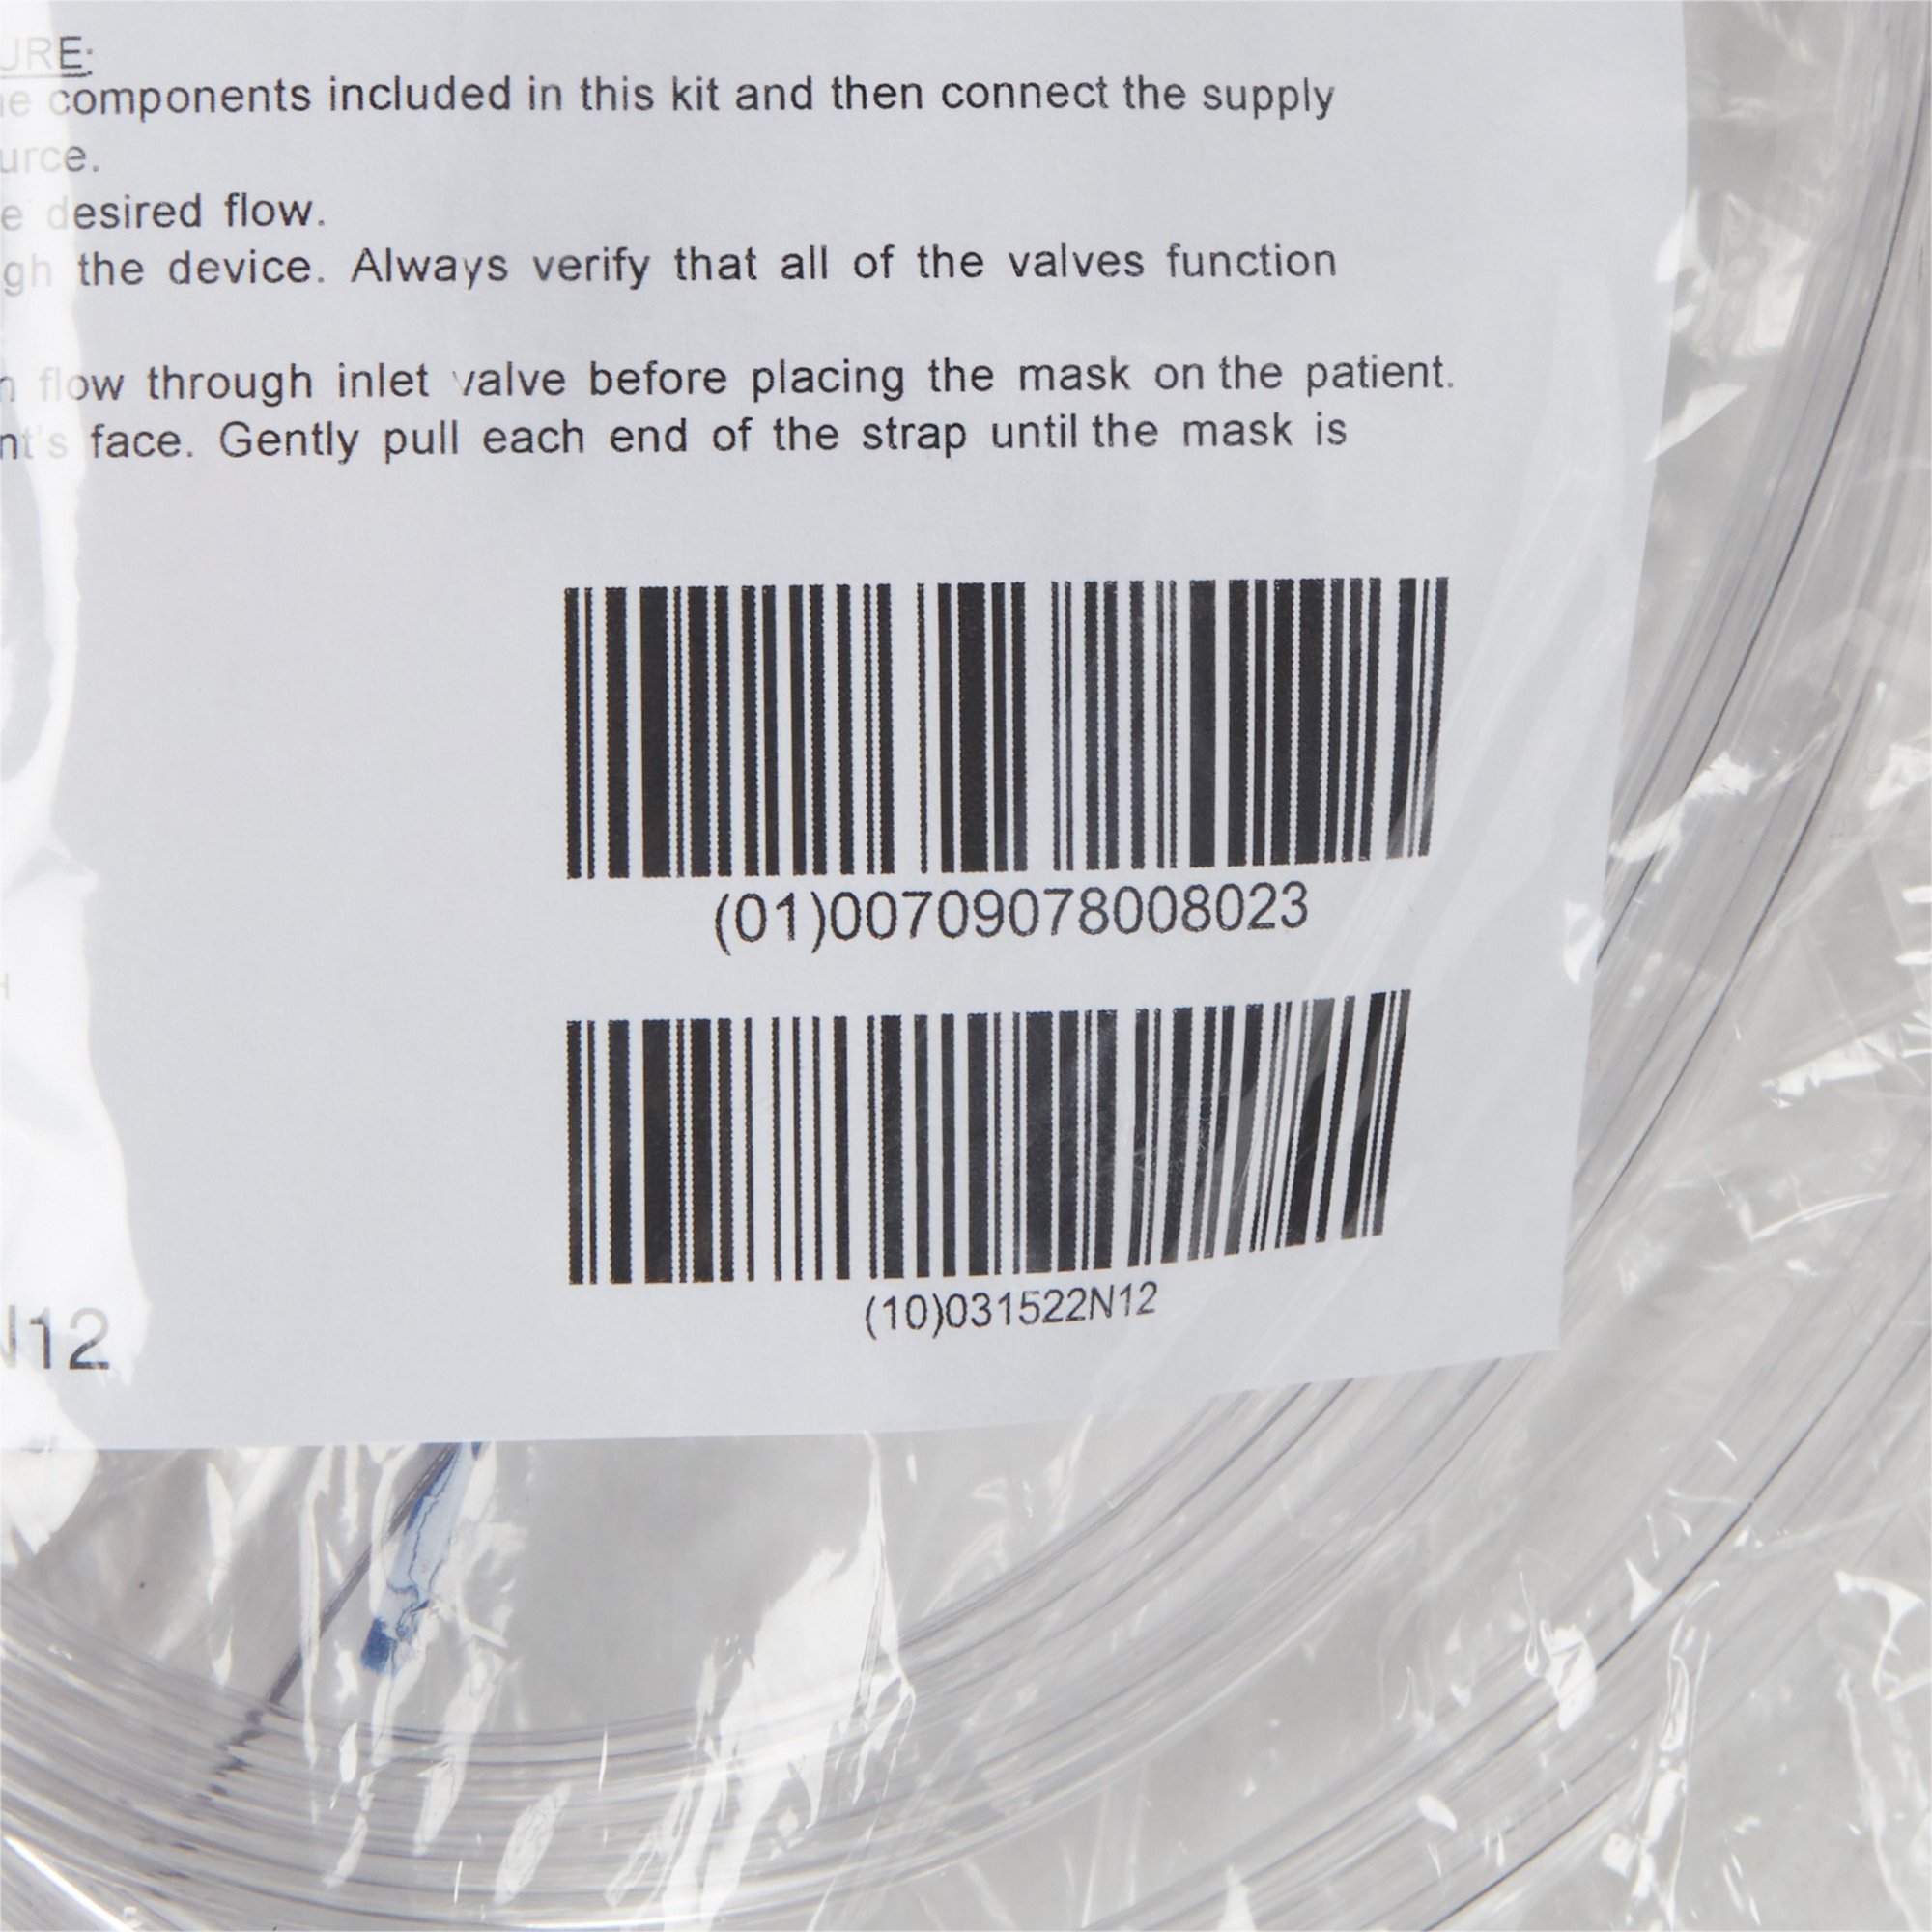 URE:
components included in this kit and then connect the supply
urce.
e desired flow.
gh the device. Always verify that all of the valves function
flow through inlet valve before placing the mask on the patient.
nt's face. Gently pull each end of the strap until the mask is
(01)00709078008023
(10)031522N12
N12